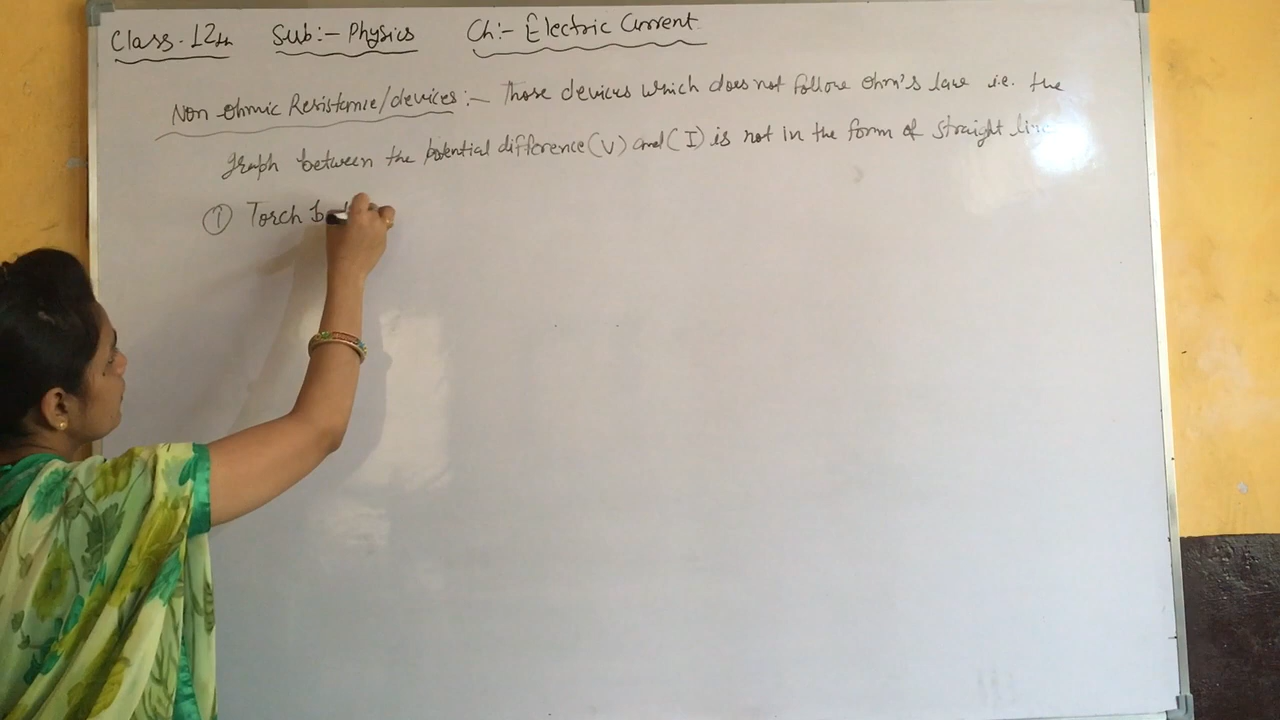 Class. 12th Sub:- Physics Ch:- Electric Current
Non ohmic Resistance/devices :- Those devices which does not follow ohm's law i.e. the
graph between the potential difference (V) and (I) is not in the form of straight line
① Torch b